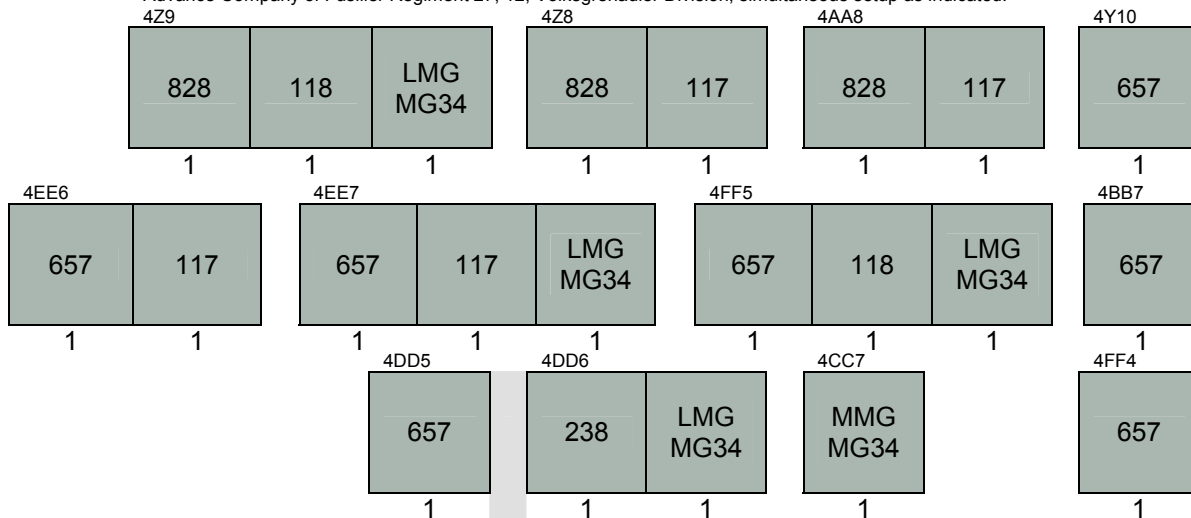 Advance Company of Fusilier Regiment 27, 12, Volksgrenadier Division, simultaneous setup as indicated:
4Z9 4Z8 4AA8 4Y10
828 118 LMG MG34 828 117 828 117 657
1 1 1 1 1 1 1 1
4EE6 4EE7 4FF5 4BB7
657 117 657 117 LMG MG34 657 118 LMG MG34 657
1 1 1 1 1 1 1 1 1
4DD5 4DD6 4CC7 4FF4
657 238 LMG MG34 MMG MG34 657
1 1 1 1 1